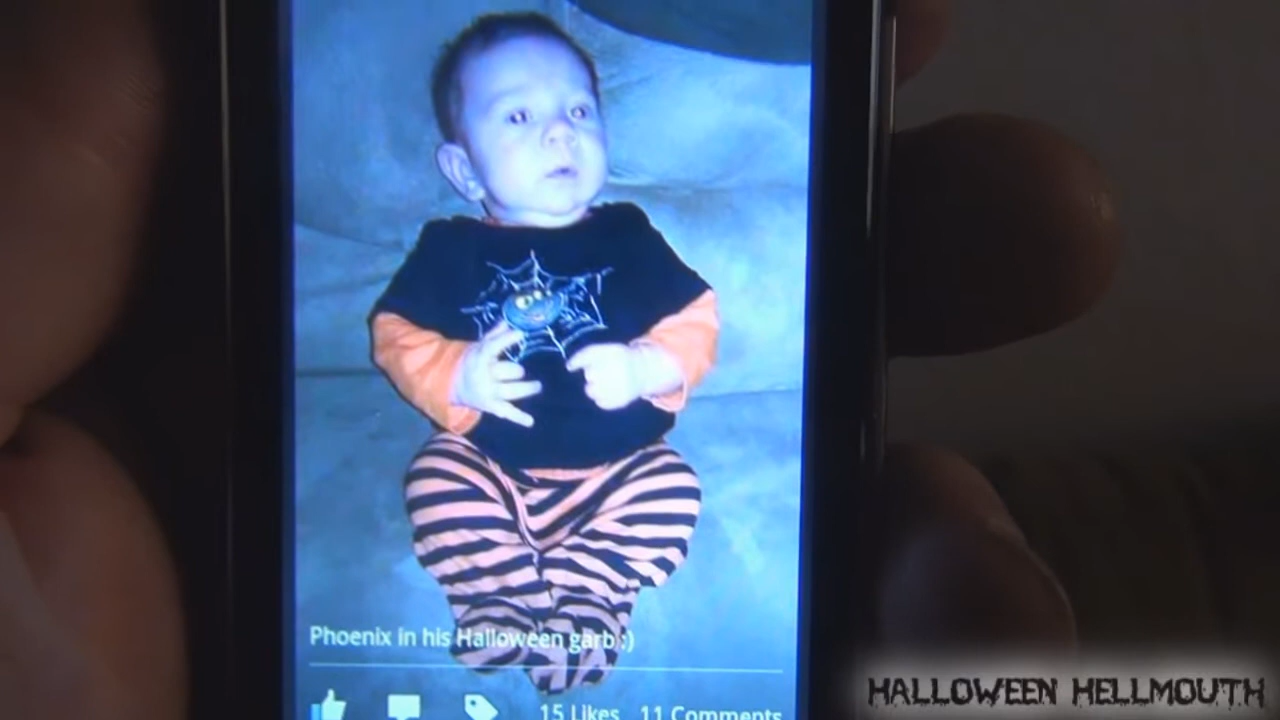 Phoenix in his Halloween garb :)
15 Likes 11 Comments
HALLOWEEN HELLMOUTH